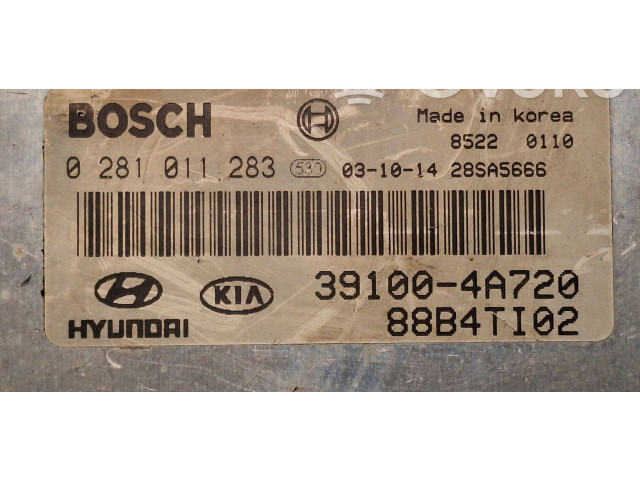 BOSCH
Made in korea
8522 0110
0 281 011 283 530 03-10-14 28SA5666
39100-4A720
KIA
HYUNDAI
88B4TI02